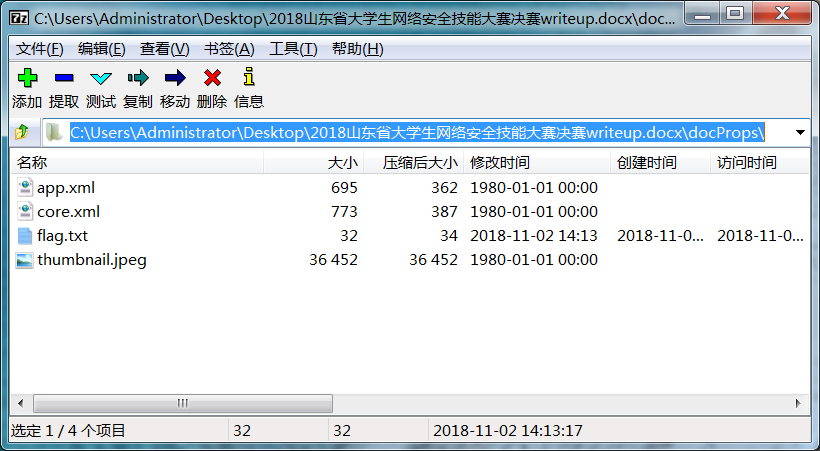 C:\Users\Administrator\Desktop\2018山东省大学生网络安全技能大赛决赛writeup.docx\doc...
文件(F) 编辑(E) 查看(V) 书签(A) 工具(T) 帮助(H)
添加 提取 测试 复制 移动 删除 信息
C:\Users\Administrator\Desktop\2018山东省大学生网络安全技能大赛决赛writeup.docx\docProps\
名称 大小 压缩后大小 修改时间 创建时间 访问时间
app.xml 695 362 1980-01-01 00:00
core.xml 773 387 1980-01-01 00:00
flag.txt 32 34 2018-11-02 14:13 2018-11-0... 2018-11-0...
thumbnail.jpeg 36 452 36 452 1980-01-01 00:00
选定 1 / 4 个项目 32 32 2018-11-02 14:13:17